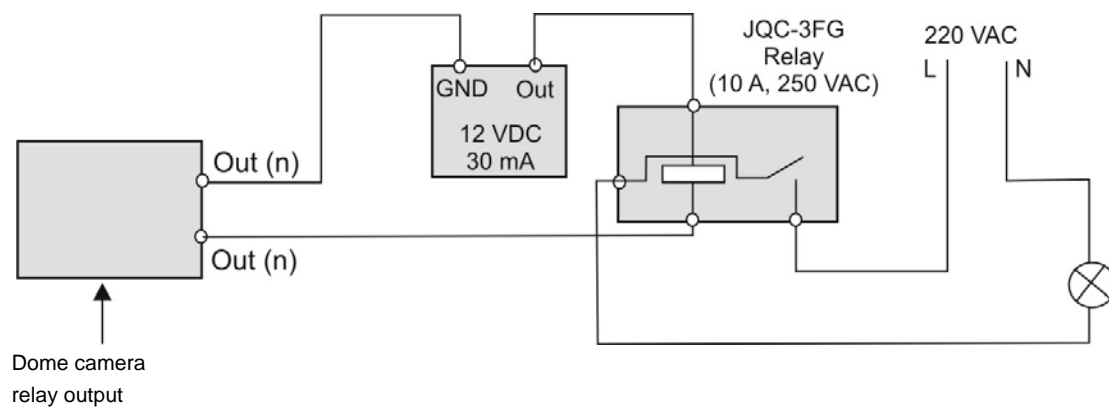 JQC-3FG
Relay
(10 A, 250 VAC)
220 VAC
L N
GND Out
12 VDC
30 mA
Out (n)
Out (n)
Dome camera
relay output